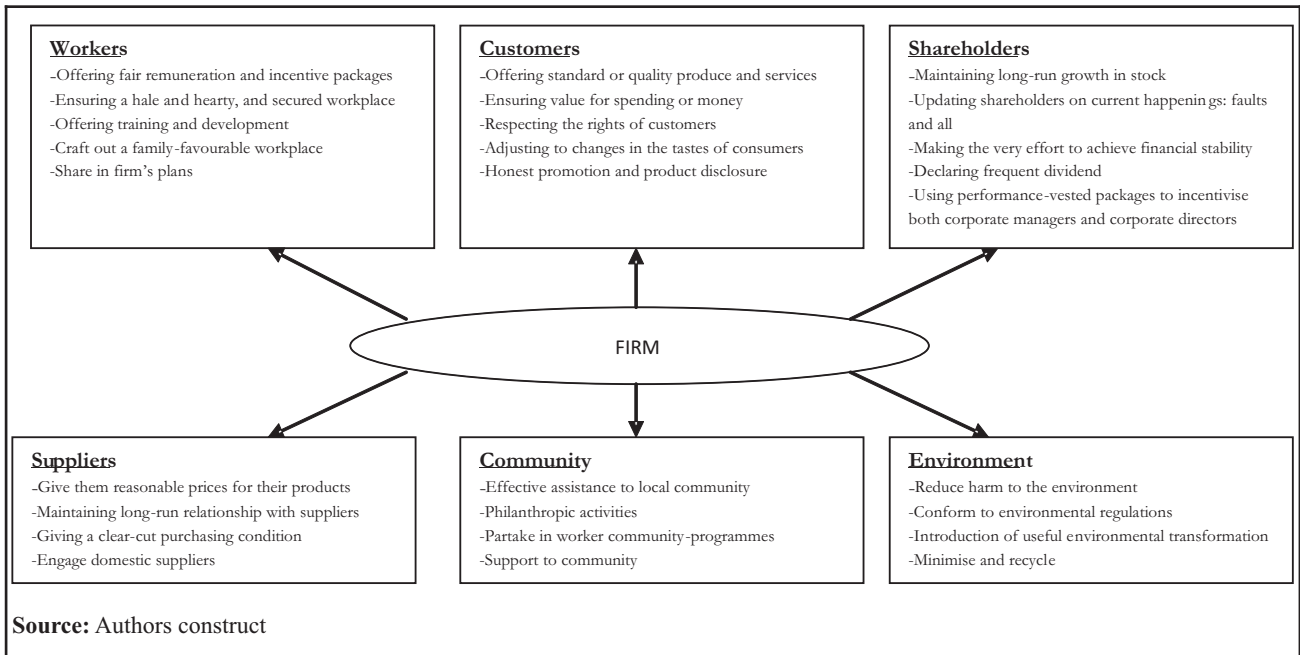 Workers
-Offering fair remuneration and incentive packages
-Ensuring a hale and hearty, and secured workplace
-Offering training and development
-Craft out a family-favourable workplace
-Share in firm's plans
Customers
-Offering standard or quality produce and services
-Ensuring value for spending or money
-Respecting the rights of customers
-Adjusting to changes in the tastes of consumers
-Honest promotion and product disclosure
Shareholders
-Maintaining long-run growth in stock
-Updating shareholders on current happenings: faults
and all
-Making the very effort to achieve financial stability
-Declaring frequent dividend
-Using performance-vested packages to incentivise
both corporate managers and corporate directors
FIRM
Suppliers
-Give them reasonable prices for their products
-Maintaining long-run relationship with suppliers
-Giving a clear-cut purchasing condition
-Engage domestic suppliers
Community
-Effective assistance to local community
-Philanthropic activities
-Partake in worker community-programmes
-Support to community
Environment
-Reduce harm to the environment
-Conform to environmental regulations
-Introduction of useful environmental transformation
-Minimise and recycle
Source: Authors construct